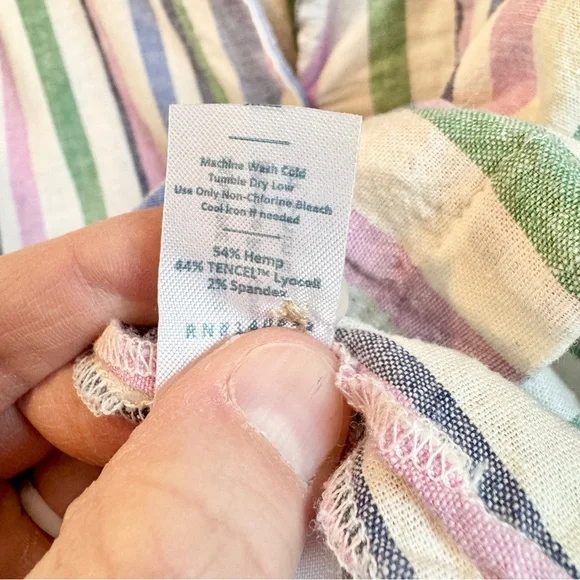 Machine Wash Cold
Tumble Dry Low
Use Only Non-Chlorine Bleach
Cool Iron If needed
54% Hemp
44% TENCEL™ Lyocell
2% Spandex